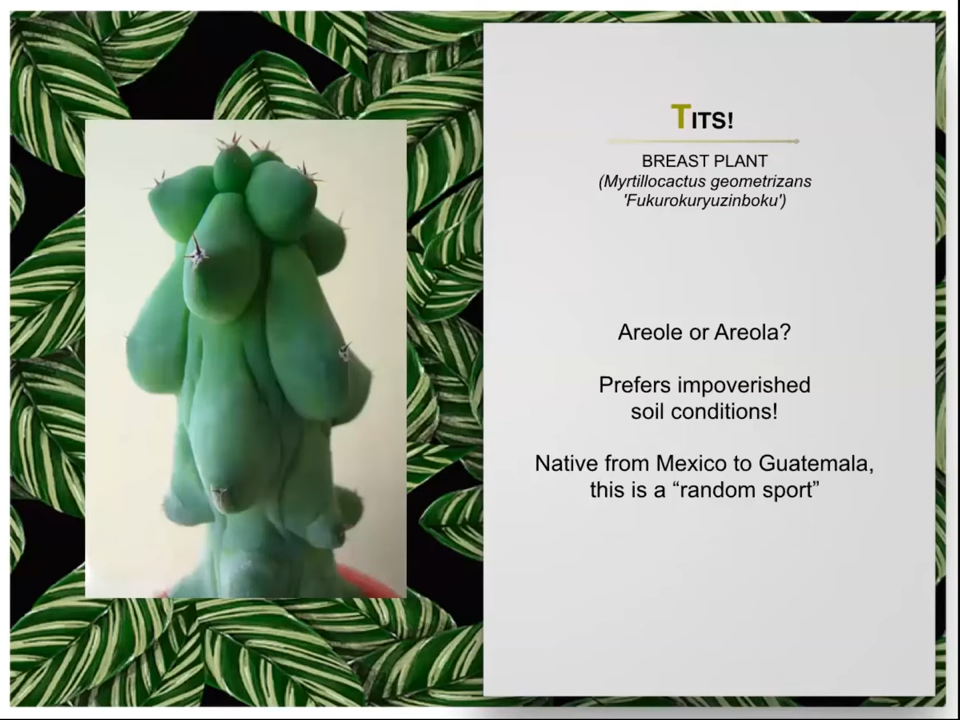 TITS!
BREAST PLANT
(Myrtillocactus geometrizans
'Fukurokuryuzinboku')
Areole or Areola?
Prefers impoverished
soil conditions!
Native from Mexico to Guatemala,
this is a “random sport”